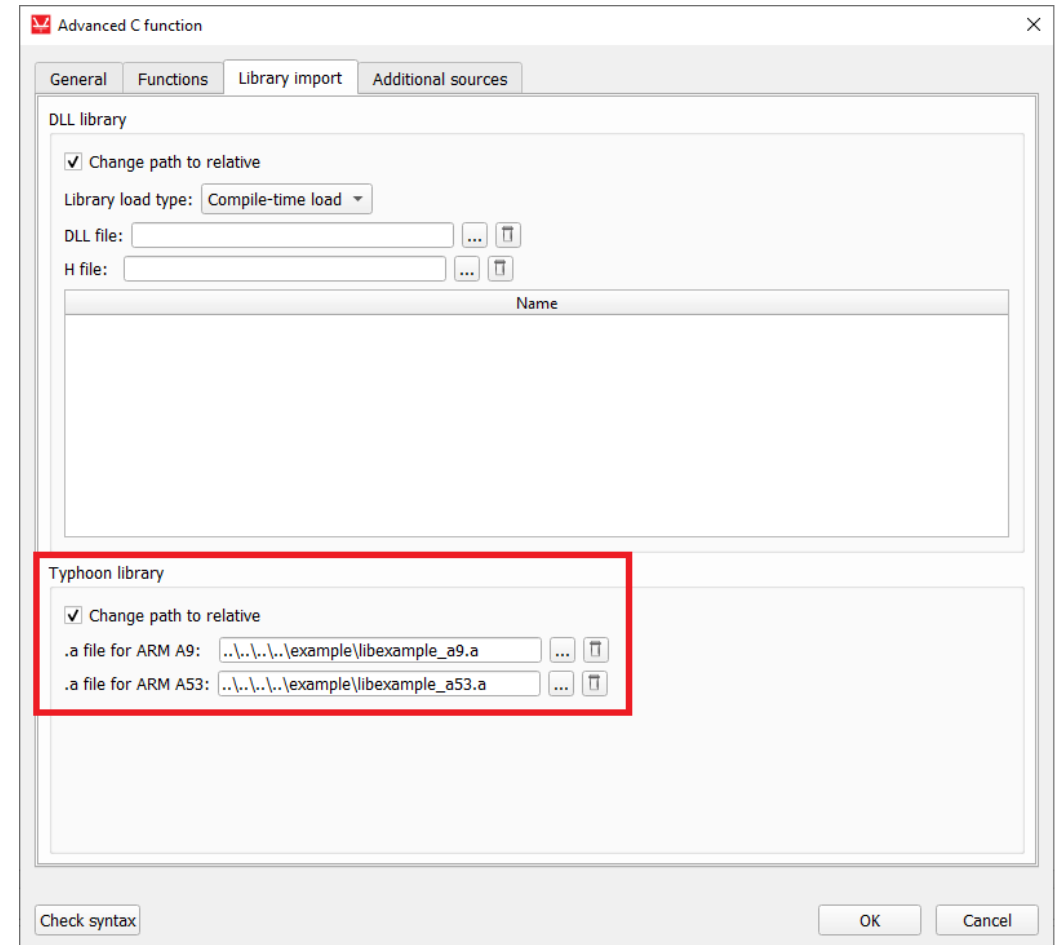 Advanced C function
General Functions Library import Additional sources
DLL library
Change path to relative
Library load type: Compile-time load
DLL file: ...
H file: ...
Name
Typhoon library
Change path to relative
.a file for ARM A9: ..\..\..\..\example\libexample_a9.a ...
.a file for ARM A53: ..\..\..\..\example\libexample_a53.a ...
Check syntax OK Cancel